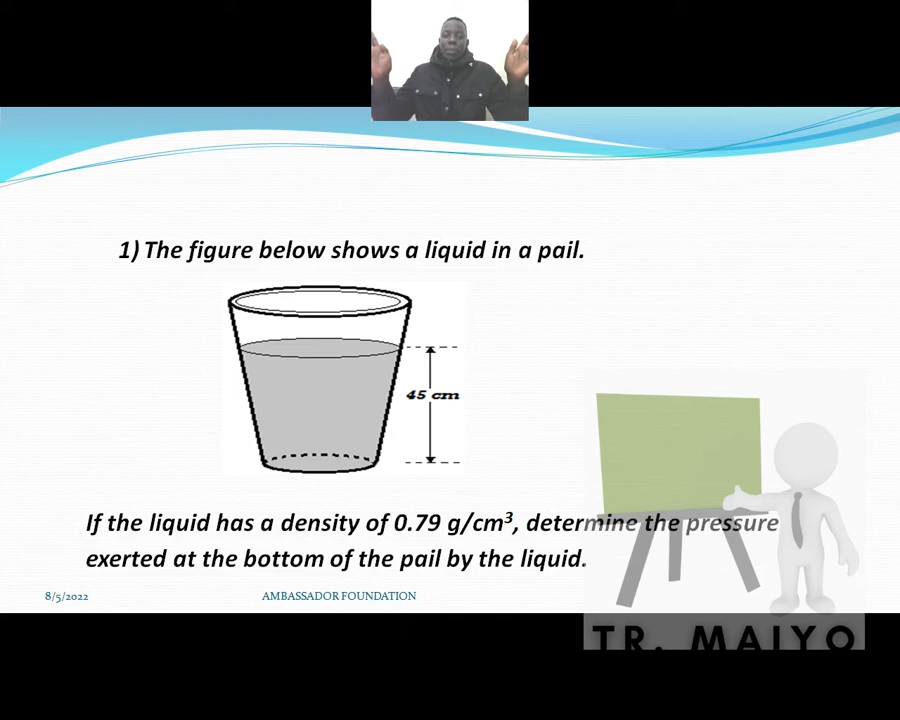 1) The figure below shows a liquid in a pail.
45 cm
If the liquid has a density of 0.79 g/cm³, determine the pressure
exerted at the bottom of the pail by the liquid.
8/5/2022 AMBASSADOR FOUNDATION
TR. MAIYO